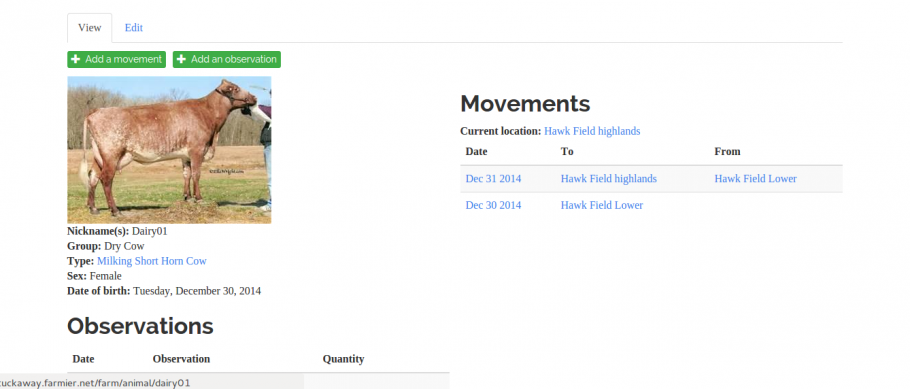 View Edit
+ Add a movement + Add an observation
Nickname(s): Dairy01
Group: Dry Cow
Type: Milking Short Horn Cow
Sex: Female
Date of birth: Tuesday, December 30, 2014
Observations
Date Observation Quantity
Movements
Current location: Hawk Field highlands
Date To From
Dec 31 2014 Hawk Field highlands Hawk Field Lower
Dec 30 2014 Hawk Field Lower
tuckaway.farmier.net/farm/animal/dairy01